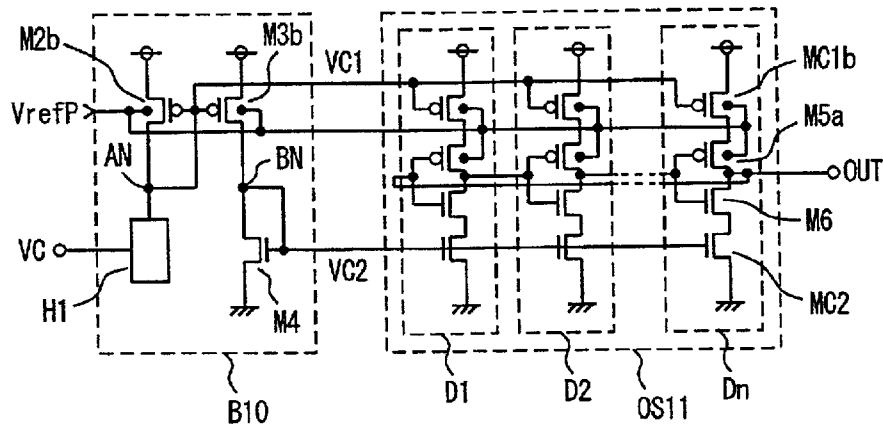 M2b
M3b
VC1
MC1b
VrefP
M5a
AN
BN
OUT
M6
VC
VC2
H1
M4
MC2
D1
D2
Dn
B10
OS11